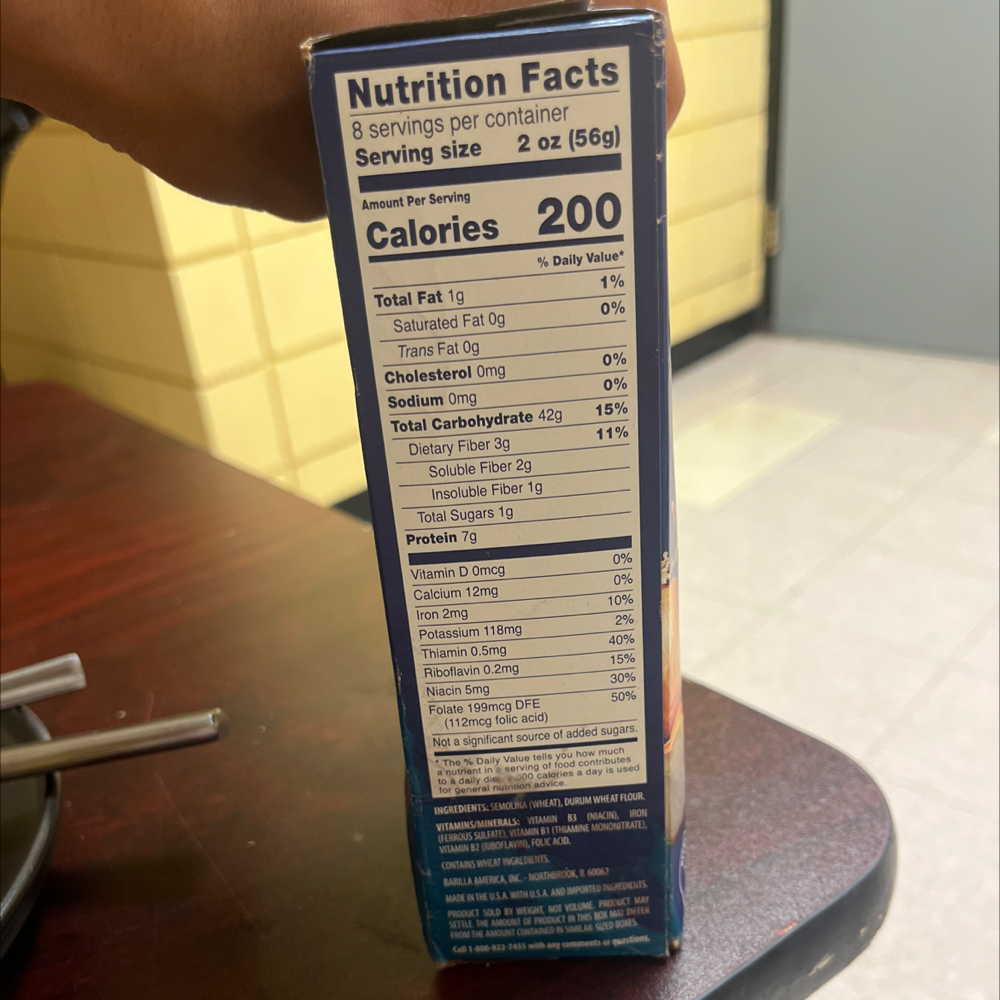 Nutrition Facts
8 servings per container
Serving size 2 oz (56g)
Amount Per Serving
Calories 200
% Daily Value*
Total Fat 1g 1%
Saturated Fat 0g 0%
Trans Fat 0g
Cholesterol 0mg 0%
Sodium 0mg 0%
Total Carbohydrate 42g 15%
Dietary Fiber 3g 11%
Soluble Fiber 2g
Insoluble Fiber 1g
Total Sugars 1g
Protein 7g
Vitamin D 0mcg 0%
Calcium 12mg 0%
Iron 2mg 10%
Potassium 118mg 2%
Thiamin 0.5mg 40%
Riboflavin 0.2mg 15%
Niacin 5mg 30%
Folate 199mcg DFE 50%
(112mcg folic acid)
Not a significant source of added sugars.
* The % Daily Value tells you how much
a nutrient in a serving of food contributes
to a daily diet. 2,000 calories a day is used
for general nutrition advice.
INGREDIENTS: SEMOLINA (WHEAT), DURUM WHEAT FLOUR.
VITAMINS/MINERALS: VITAMIN B3 (NIACIN), IRON
(FERROUS SULFATE), VITAMIN B1 (THIAMINE MONONITRATE),
VITAMIN B2 (RIBOFLAVIN), FOLIC ACID.
CONTAINS WHEAT INGREDIENTS.
BARILLA AMERICA, INC. - NORTHBROOK, IL 60062
MADE IN THE U.S.A. WITH U.S.A. AND IMPORTED INGREDIENTS.
PRODUCT SOLD BY WEIGHT, NOT VOLUME. PRODUCT MAY
SETTLE. THE AMOUNT OF PRODUCT IN THIS BOX MAY DIFFER
FROM THE AMOUNT CONTAINED IN SIMILAR SIZED BOXES.
Call 1-800-922-7455 with any comments or questions.